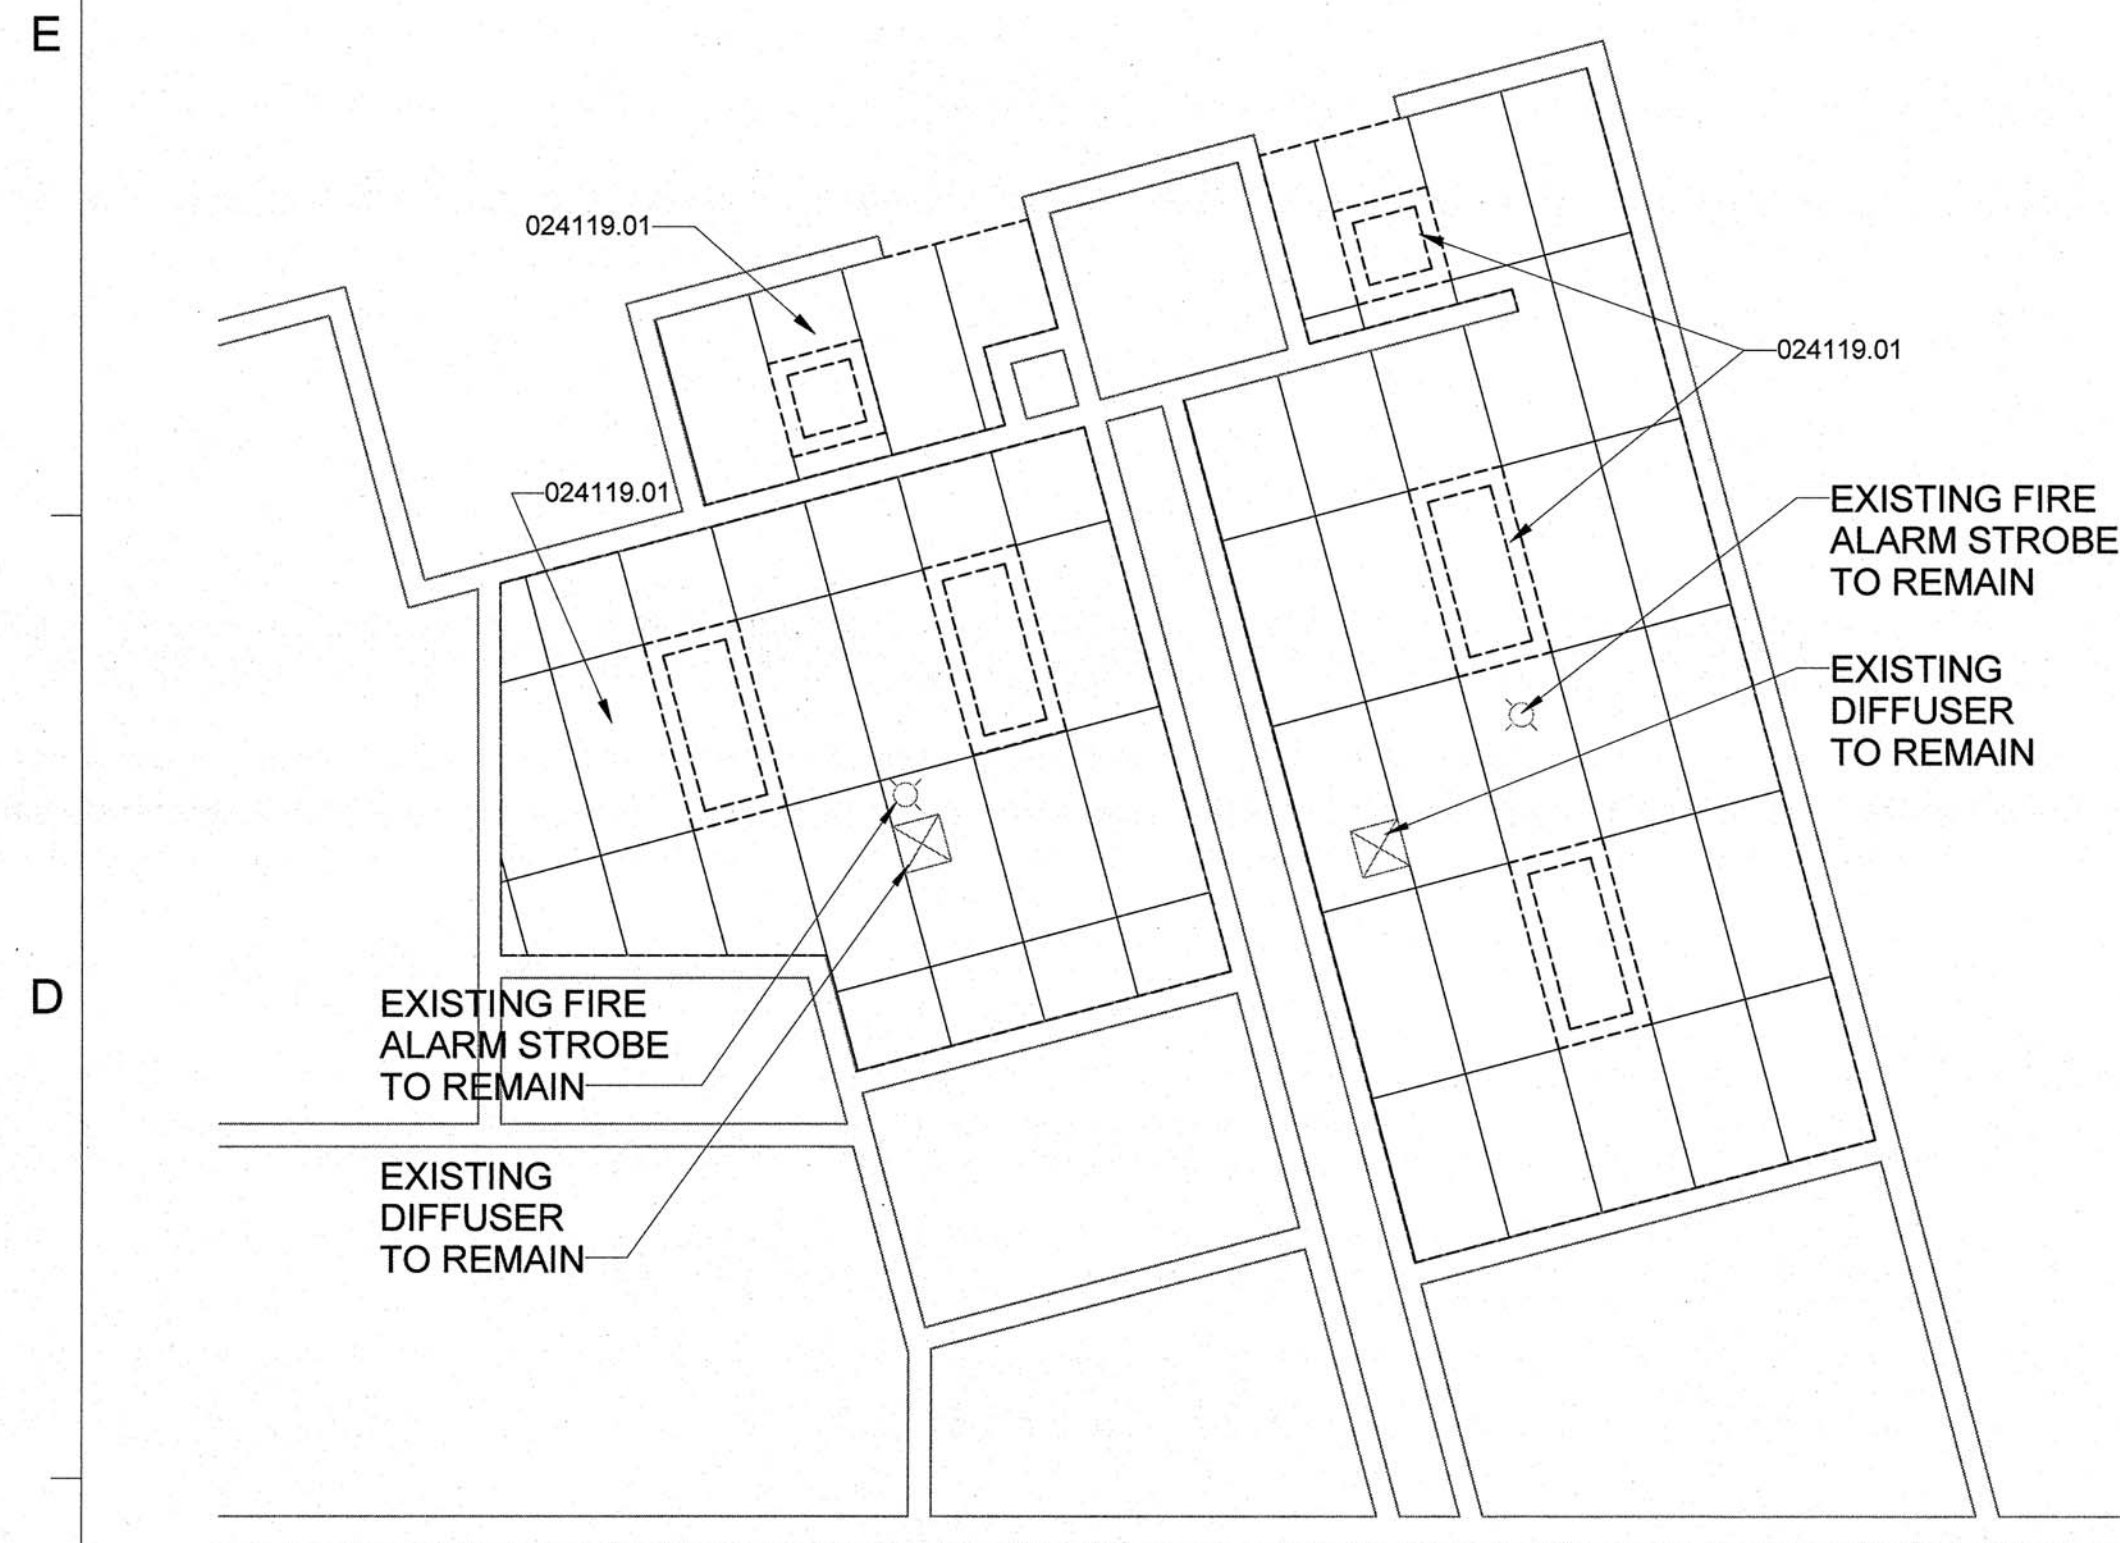 E
024119.01
024119.01
024119.01
EXISTING FIRE
ALARM STROBE
TO REMAIN
EXISTING
DIFFUSER
TO REMAIN
D
EXISTING FIRE
ALARM STROBE
TO REMAIN
EXISTING
DIFFUSER
TO REMAIN